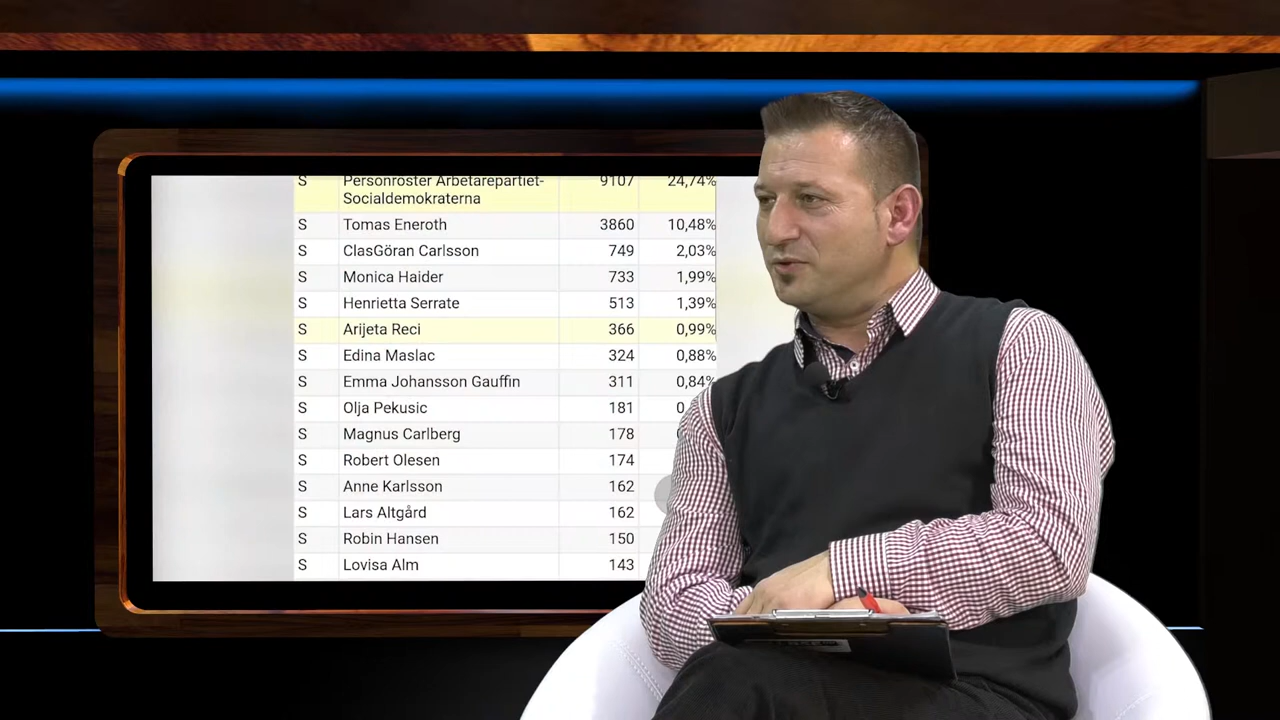 S Personröster Arbetarepartiet- 9107 24,74%
Socialdemokraterna
S Tomas Eneroth 3860 10,48%
S ClasGöran Carlsson 749 2,03%
S Monica Haider 733 1,99%
S Henrietta Serrate 513 1,39%
S Arijeta Reci 366 0,99%
S Edina Maslac 324 0,88%
S Emma Johansson Gauffin 311 0,84%
S Olja Pekusic 181 0
S Magnus Carlberg 178
S Robert Olesen 174
S Anne Karlsson 162
S Lars Altgård 162
S Robin Hansen 150
S Lovisa Alm 143